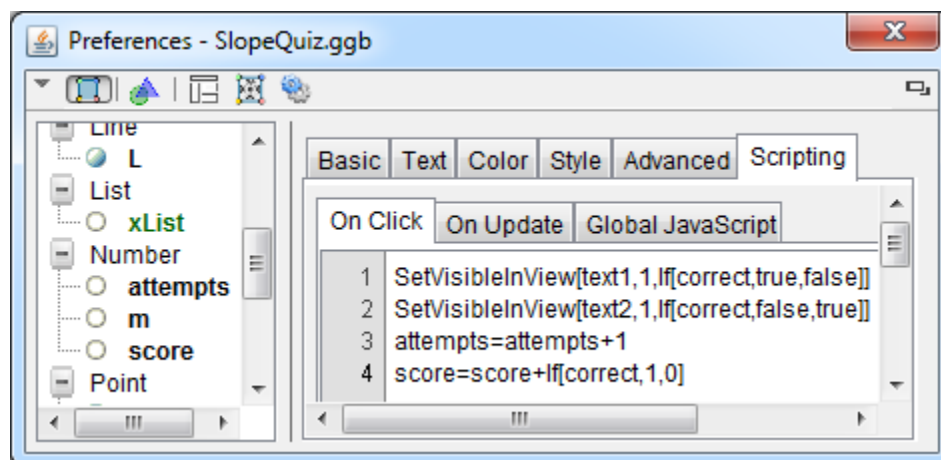 Preferences - SlopeQuiz.ggb
Line
L
List
xList
Number
attempts
m
score
Point
Basic Text Color Style Advanced Scripting
On Click On Update Global JavaScript
1 SetVisibleInView[text1,1,If[correct,true,false]]
2 SetVisibleInView[text2,1,If[correct,false,true]]
3 attempts=attempts+1
4 score=score+If[correct,1,0]